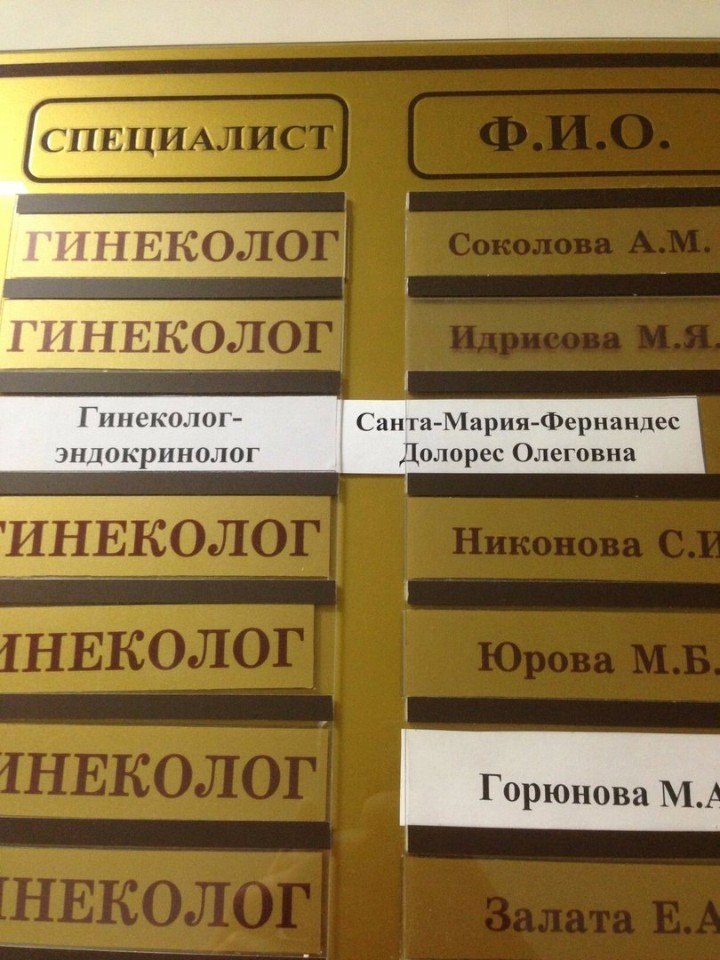 СПЕЦИАЛИСТ Ф.И.О.
ГИНЕКОЛОГ Соколова А.М.
ГИНЕКОЛОГ Идрисова М.Я.
Гинеколог- Санта-Мария-Фернандес
эндокринолог Долорес Олеговна
ГИНЕКОЛОГ Никонова С.И
ИНЕКОЛОГ Юрова М.Б.
ИНЕКОЛОГ Горюнова М.А
ИНЕКОЛОГ Залата Е.А